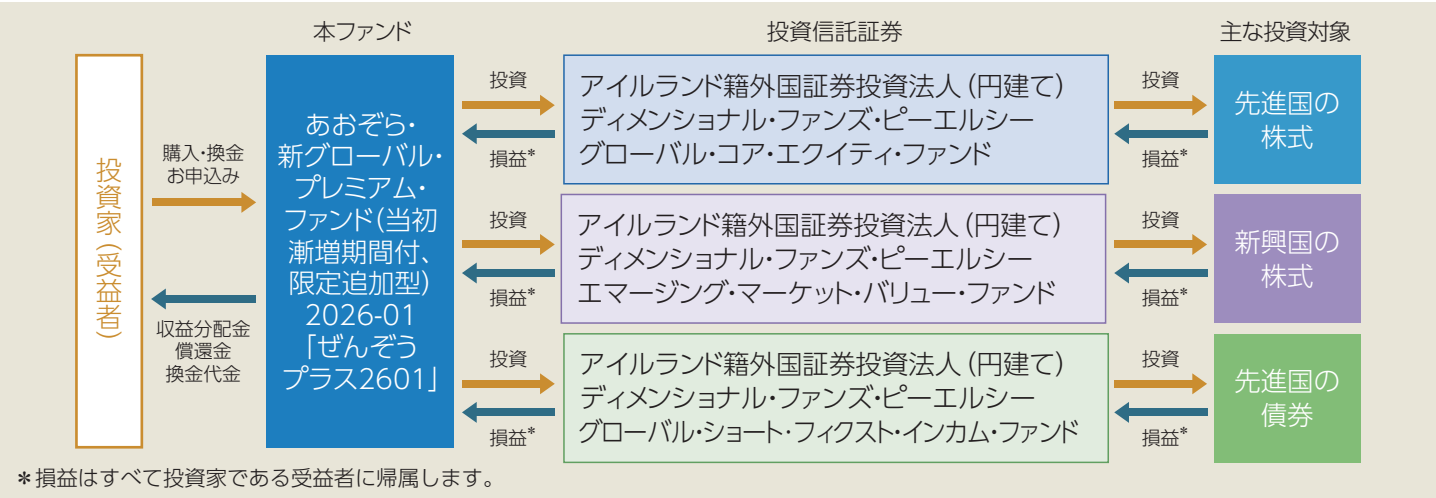 本ファンド
投資信託証券
主な投資対象
投資家(受益者)
購入・換金
お申込み
収益分配金
償還金
換金代金
あおぞら・
新グローバル・
プレミアム・
ファンド(当初
漸増期間付、
限定追加型)
2026-01
「ぜんぞう
プラス2601」
投資
損益*
アイルランド籍外国証券投資法人(円建て)
ディメンショナル・ファンズ・ピーエルシー
グローバル・コア・エクイティ・ファンド
投資
損益*
先進国の
株式
投資
損益*
アイルランド籍外国証券投資法人(円建て)
ディメンショナル・ファンズ・ピーエルシー
エマージング・マーケット・バリュー・ファンド
投資
損益*
新興国の
株式
投資
損益*
アイルランド籍外国証券投資法人(円建て)
ディメンショナル・ファンズ・ピーエルシー
グローバル・ショート・フィクスト・インカム・ファンド
投資
損益*
先進国の
債券
*損益はすべて投資家である受益者に帰属します。